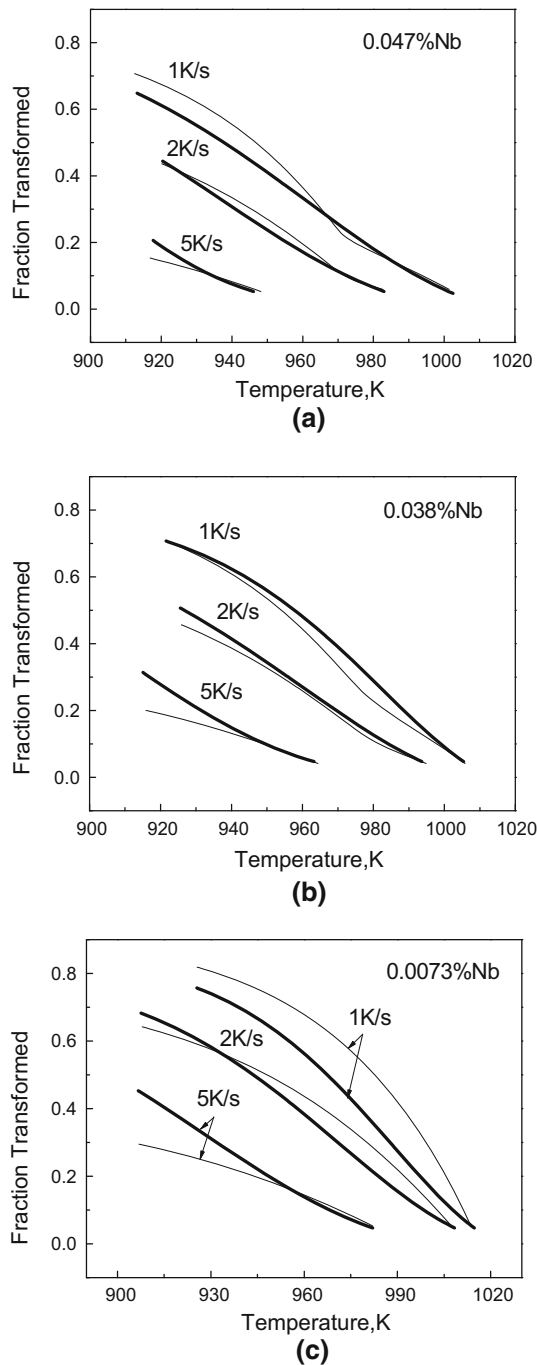 0.047%Nb
1K/s
2K/s
5K/s
Fraction Transformed
0.8
0.6
0.4
0.2
0.0
900 920 940 960 980 1000 1020
Temperature,K
(a)
0.038%Nb
1K/s
2K/s
5K/s
Fraction Transformed
0.8
0.6
0.4
0.2
0.0
900 920 940 960 980 1000 1020
Temperature,K
(b)
0.0073%Nb
1K/s
2K/s
5K/s
Fraction Transformed
0.8
0.6
0.4
0.2
0.0
900 930 960 990 1020
Temperature,K
(c)